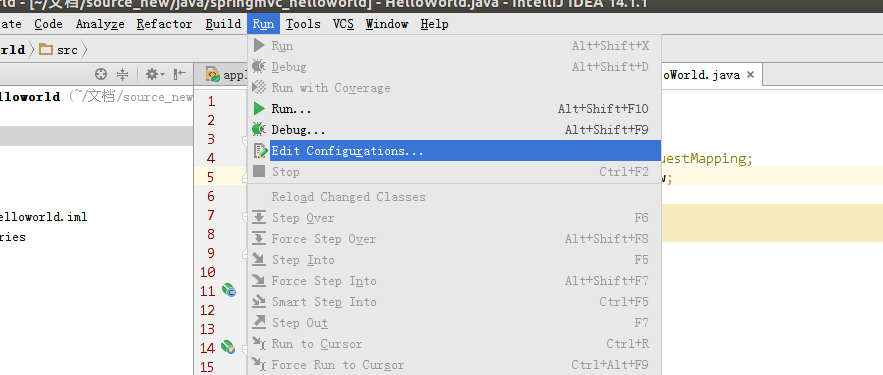 rld - [~/文档/source_new/java/springmvc_helloworld] - HelloWorld.java - IntelliJ IDEA 14.1.1
ate Code Analyze Refactor Build Run Tools VCS Window Help
rld src
appl
oWorld.java ×
elloworld (~/文档/source_new
elloworld.iml
ries
1
2
3
4
5
6
7
8
9
10
11
12
13
14
15
Run Alt+Shift+X
Debug Alt+Shift+D
Run with Coverage
Run... Alt+Shift+F10
Debug... Alt+Shift+F9
Edit Configurations...
Stop Ctrl+F2
Reload Changed Classes
Step Over F6
Force Step Over Alt+Shift+F8
Step Into F5
Force Step Into Alt+Shift+F7
Smart Step Into Ctrl+F5
Step Out F7
Run to Cursor Ctrl+R
Force Run to Cursor Ctrl+Alt+F9
uestMapping;
w;